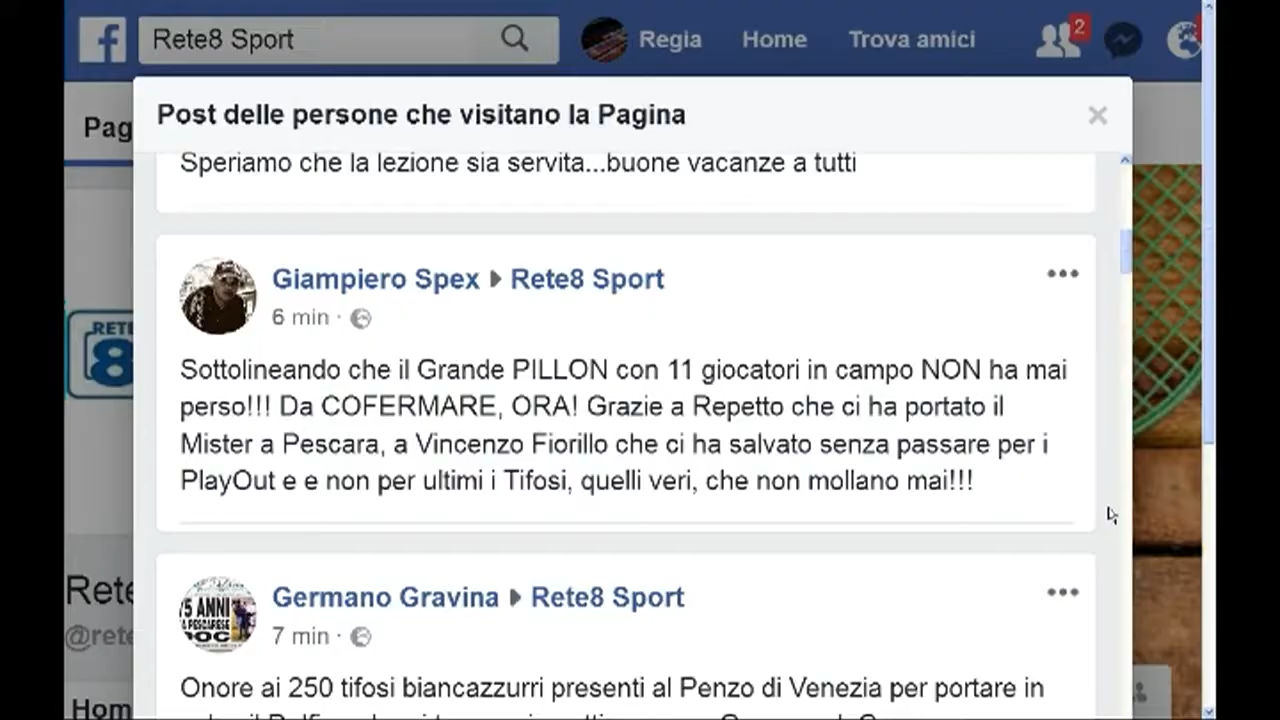 Rete8 Sport
Regia
Home
Trova amici
2
Pag
Post delle persone che visitano la Pagina
Speriamo che la lezione sia servita...buone vacanze a tutti
Giampiero Spex Rete8 Sport
6 min ·
Sottolineando che il Grande PILLON con 11 giocatori in campo NON ha mai
perso!!! Da COFERMARE, ORA! Grazie a Repetto che ci ha portato il
Mister a Pescara, a Vincenzo Fiorillo che ci ha salvato senza passare per i
PlayOut e e non per ultimi i Tifosi, quelli veri, che non mollano mai!!!
RETE
8
Germano Gravina Rete8 Sport
7 min ·
5 ANNI
Onore ai 250 tifosi biancazzurri presenti al Penzo di Venezia per portare in
Rete
@rete
Hom